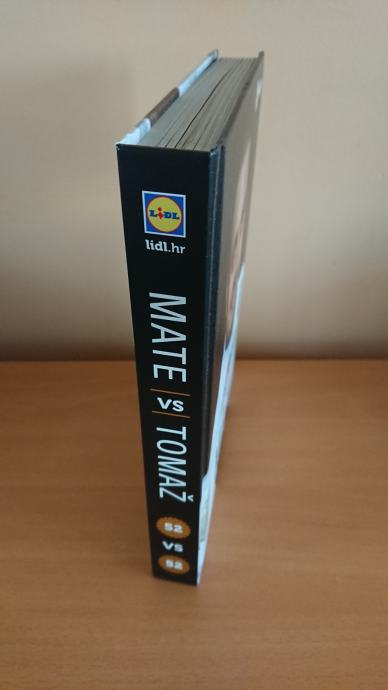 LiDL
lidl.hr
MATE
VS
TOMAŽ
52
VS
52